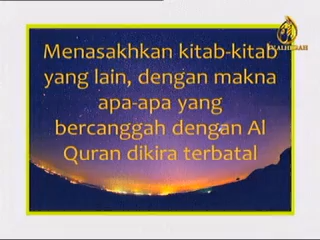 Menasakhkan kitab-kitab
yang lain, dengan makna
apa-apa yang
bercanggah dengan Al
Quran dikira terbatal